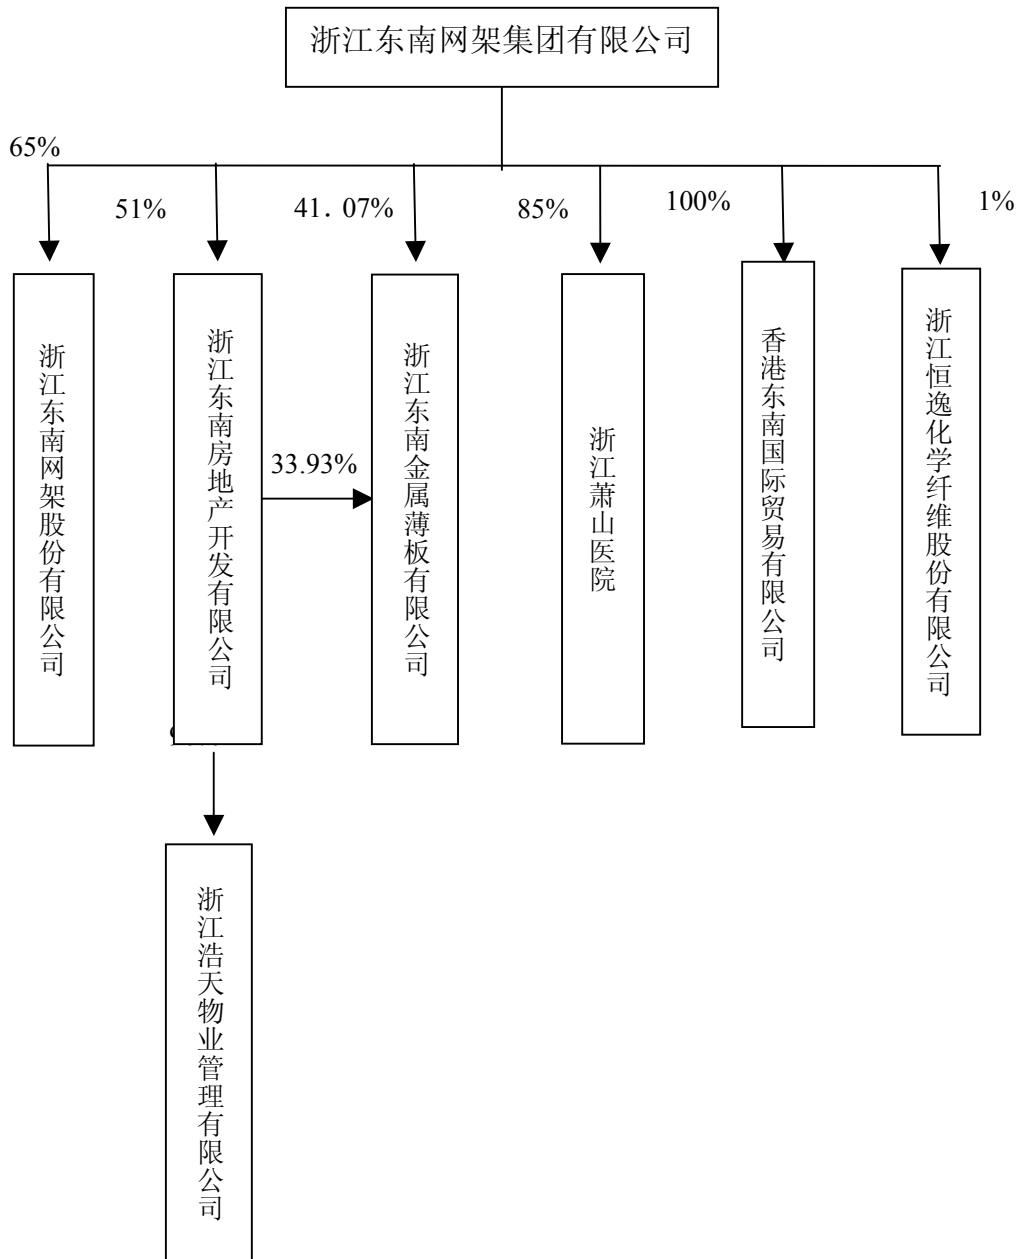 浙江东南网架集团有限公司
65%
51%
41．07%
85%
100%
1%
浙江东南网架股份有限公司
浙江东南房地产开发有限公司
33.93%
浙江东南金属薄板有限公司
浙江萧山医院
香港东南国际贸易有限公司
浙江恒逸化学纤维股份有限公司
浙江浩天物业管理有限公司